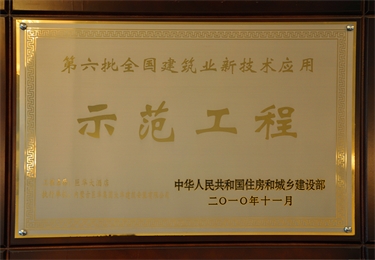 第六批全国建筑业新技术应用
示范工程
中华人民共和国住房和城乡建设部
二〇一〇年十一月